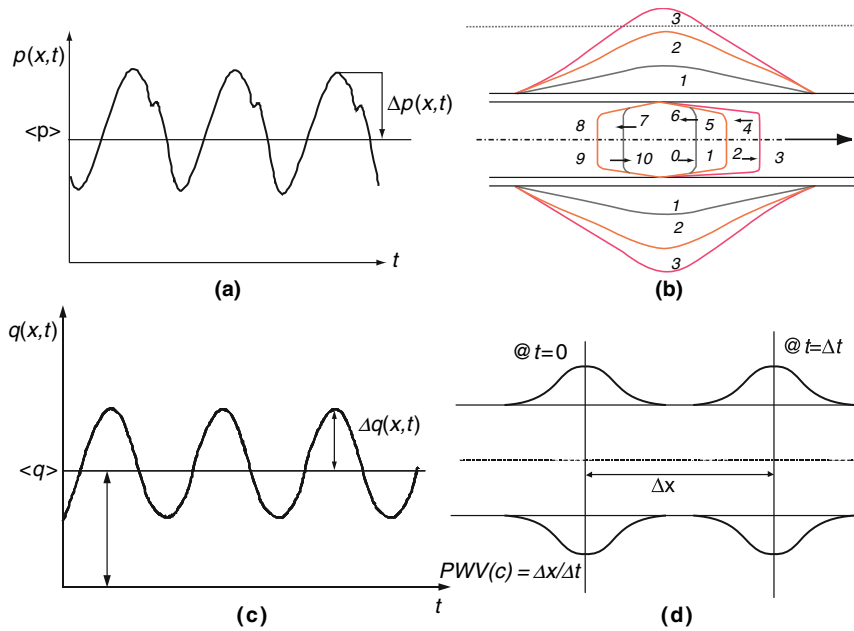 p(x,t)
<p>
Δp(x,t)
t
(a)
3
2
1
8 7 6 5 4
9 10 0 1 2 3
1
2
3
(b)
q(x,t)
<q>
Δq(x,t)
t
(c)
@t=0
@t=Δt
Δx
PWV(c) = Δx/Δt
(d)